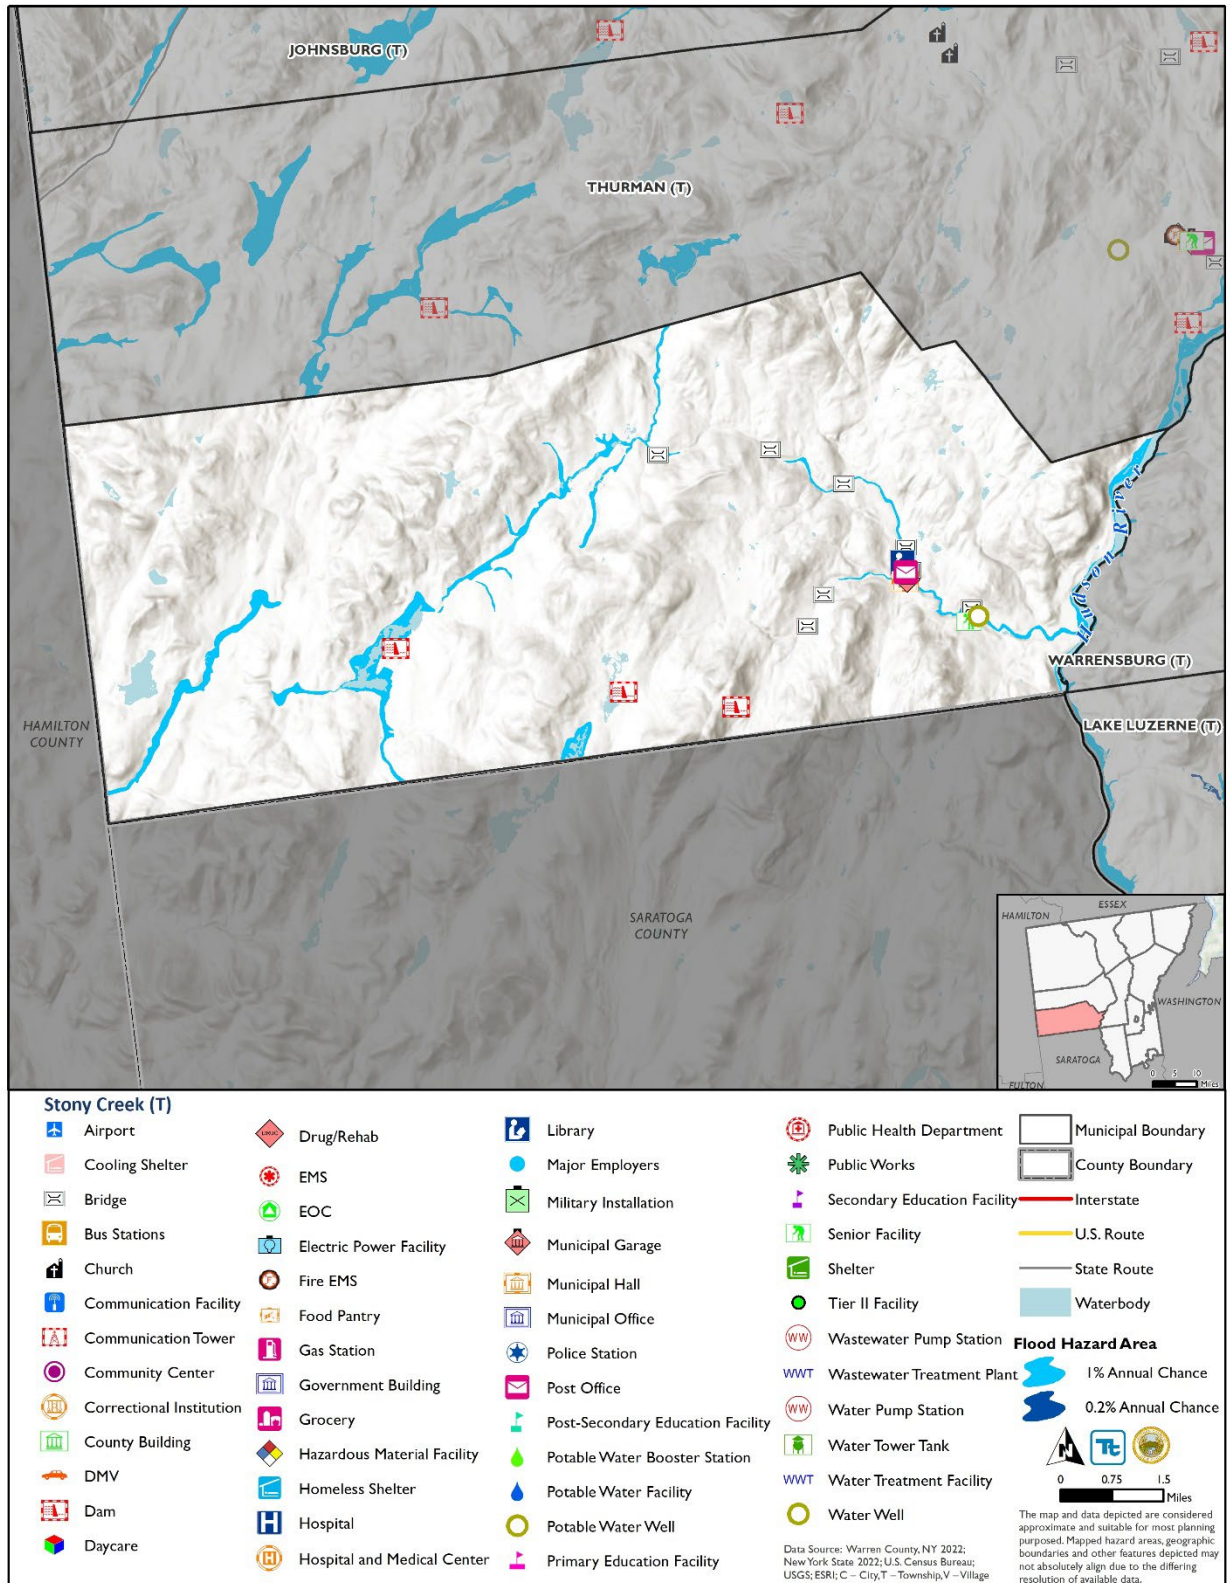 JOHNSBURG (T)
THURMAN (T)
Hudson River
WARRENSBURG (T)
HAMILTON
COUNTY
LAKE LUZERNE (T)
SARATOGA
COUNTY
ESSEX
HAMILTON
WASHINGTON
SARATOGA
FULTON
0 5 10
Miles
Stony Creek (T)
Airport
Cooling Shelter
Bridge
Bus Stations
Church
Communication Facility
Communication Tower
Community Center
Correctional Institution
County Building
DMV
Dam
Daycare
Drug/Rehab
EMS
EOC
Electric Power Facility
Fire EMS
Food Pantry
Gas Station
Government Building
Grocery
Hazardous Material Facility
Homeless Shelter
H Hospital
H Hospital and Medical Center
Library
Major Employers
Military Installation
Municipal Garage
Municipal Hall
Municipal Office
Police Station
Post Office
Post-Secondary Education Facility
Potable Water Booster Station
Potable Water Facility
Potable Water Well
Primary Education Facility
Public Health Department
Public Works
Secondary Education Facility
Senior Facility
Shelter
Tier II Facility
WW Wastewater Pump Station
WWT Wastewater Treatment Plant
WW Water Pump Station
Water Tower Tank
WWT Water Treatment Facility
Water Well
Data Source: Warren County, NY 2022;
New York State 2022; U.S. Census Bureau;
USGS; ESRI; C – City, T – Township, V – Village
Municipal Boundary
County Boundary
Interstate
U.S. Route
State Route
Waterbody
Flood Hazard Area
1% Annual Chance
0.2% Annual Chance
N Tt
0 0.75 1.5
Miles
The map and data depicted are considered
approximate and suitable for most planning
purposed. Mapped hazard areas, geographic
boundaries and other features depicted may
not absolutely align due to the differing
resolution of available data.